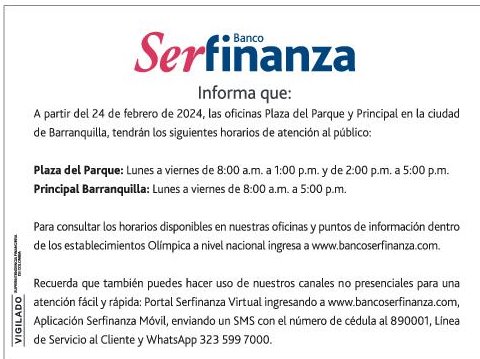 Banco
Serfinanza
Informa que:
A partir del 24 de febrero de 2024, las oficinas Plaza del Parque y Principal en la ciudad
de Barranquilla, tendrán los siguientes horarios de atención al público:
Plaza del Parque: Lunes a viernes de 8:00 a.m. a 1:00 p.m. y de 2:00 p.m. a 5:00 p.m.
Principal Barranquilla: Lunes a viernes de 8:00 a.m. a 5:00 p.m.
Para consultar los horarios disponibles en nuestras oficinas y puntos de información dentro
de los establecimientos Olímpica a nivel nacional ingresa a www.bancoserfinanza.com.
Recuerda que también puedes hacer uso de nuestros canales no presenciales para una
atención fácil y rápida: Portal Serfinanza Virtual ingresando a www.bancoserfinanza.com,
Aplicación Serfinanza Móvil, enviando un SMS con el número de cédula al 890001, Línea
de Servicio al Cliente y WhatsApp 323 599 7000.
VIGILADO
SUPERINTENDENCIA FINANCIERA
DE COLOMBIA